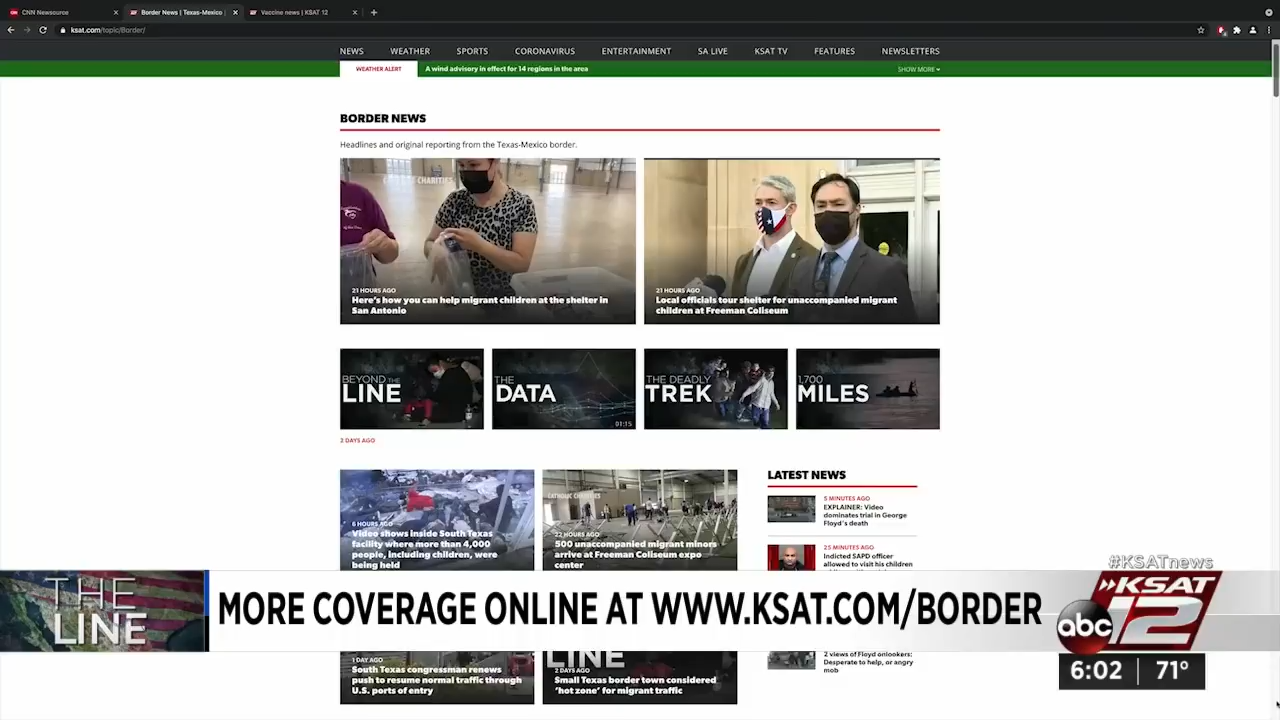 CNN Newsource
Border News | Texas-Mexico
Vaccine news | KSAT 12
ksat.com/topic/Border/
NEWS WEATHER SPORTS CORONAVIRUS ENTERTAINMENT SA LIVE KSAT TV FEATURES NEWSLETTERS
WEATHER ALERT
A wind advisory in effect for 14 regions in the area
SHOW MORE
BORDER NEWS
Headlines and original reporting from the Texas-Mexico border.
21 HOURS AGO
Here's how you can help migrant children at the shelter in
San Antonio
21 HOURS AGO
Local officials tour shelter for unaccompanied migrant
children at Freeman Coliseum
BEYOND THE
LINE
THE
DATA
01:15
THE DEADLY
TREK
1,700
MILES
2 DAYS AGO
6 HOURS AGO
Video shows inside South Texas
facility where more than 4,000
people, including children, were
being held
CATHOLIC CHARITIES
22 HOURS AGO
500 unaccompanied migrant minors
arrive at Freeman Coliseum expo
center
LATEST NEWS
5 MINUTES AGO
EXPLAINER: Video
dominates trial in George
Floyd's death
25 MINUTES AGO
Indicted SAPD officer
allowed to visit his children
#KSATnews
THE
LINE
MORE COVERAGE ONLINE AT WWW.KSAT.COM/BORDER
KSAT
abc 12
1 DAY AGO
South Texas congressman renews
push to resume normal traffic through
U.S. ports of entry
LINE
2 DAYS AGO
Small Texas border town considered
'hot zone' for migrant traffic
2 views of Floyd onlookers:
Desperate to help, or angry
mob
6:02 71°